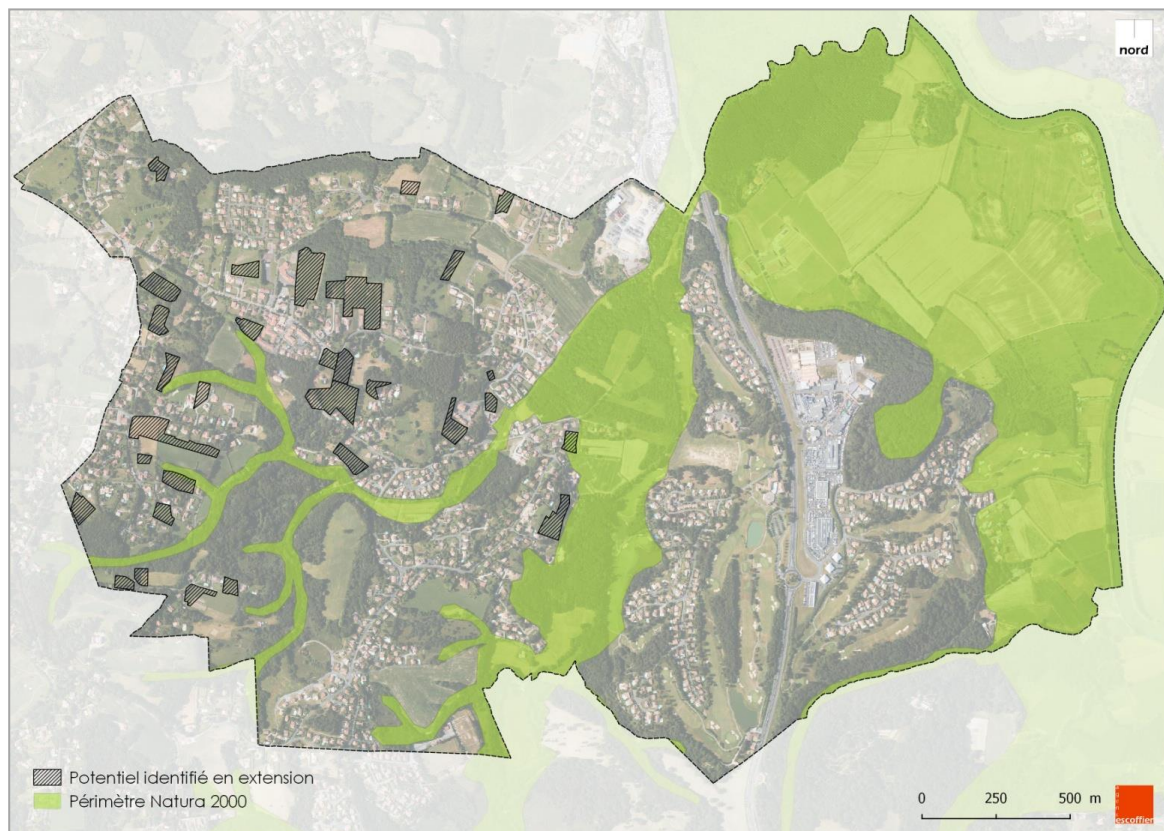 nord
Potentiel identifié en extension
Périmètre Natura 2000
0 250 500 m
escoffier